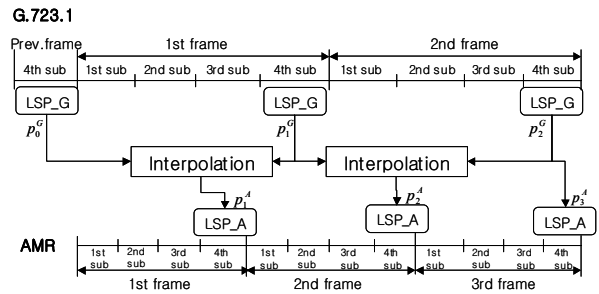 G.723.1
Prev.frame 1st frame 2nd frame
4th sub 1st sub 2nd sub 3rd sub 4th sub 1st sub 2nd sub 3rd sub 4th sub
LSP_G LSP_G LSP_G
p₀ᴳ p₁ᴳ p₂ᴳ
Interpolation Interpolation
p₁ᴬ p₂ᴬ p₃ᴬ
LSP_A LSP_A LSP_A
AMR
1st sub 2nd sub 3rd sub 4th sub 1st sub 2nd sub 3rd sub 4th sub 1st sub 2nd sub 3rd sub 4th sub
1st frame 2nd frame 3rd frame